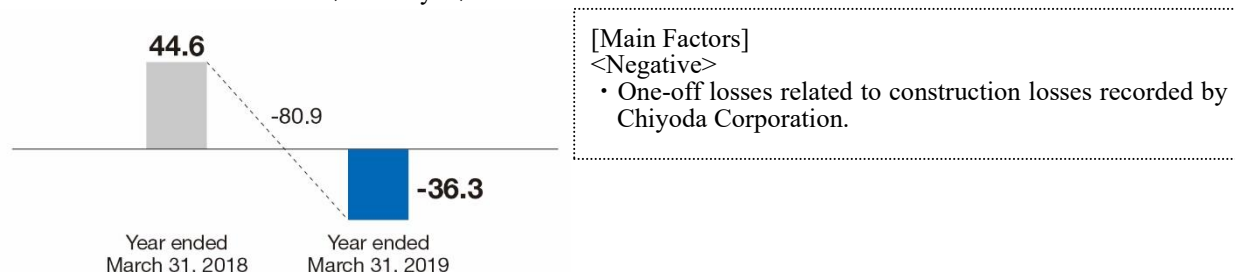 44.6
-80.9
-36.3
Year ended
March 31, 2018
Year ended
March 31, 2019
[Main Factors]
<Negative>
・One-off losses related to construction losses recorded by
Chiyoda Corporation.